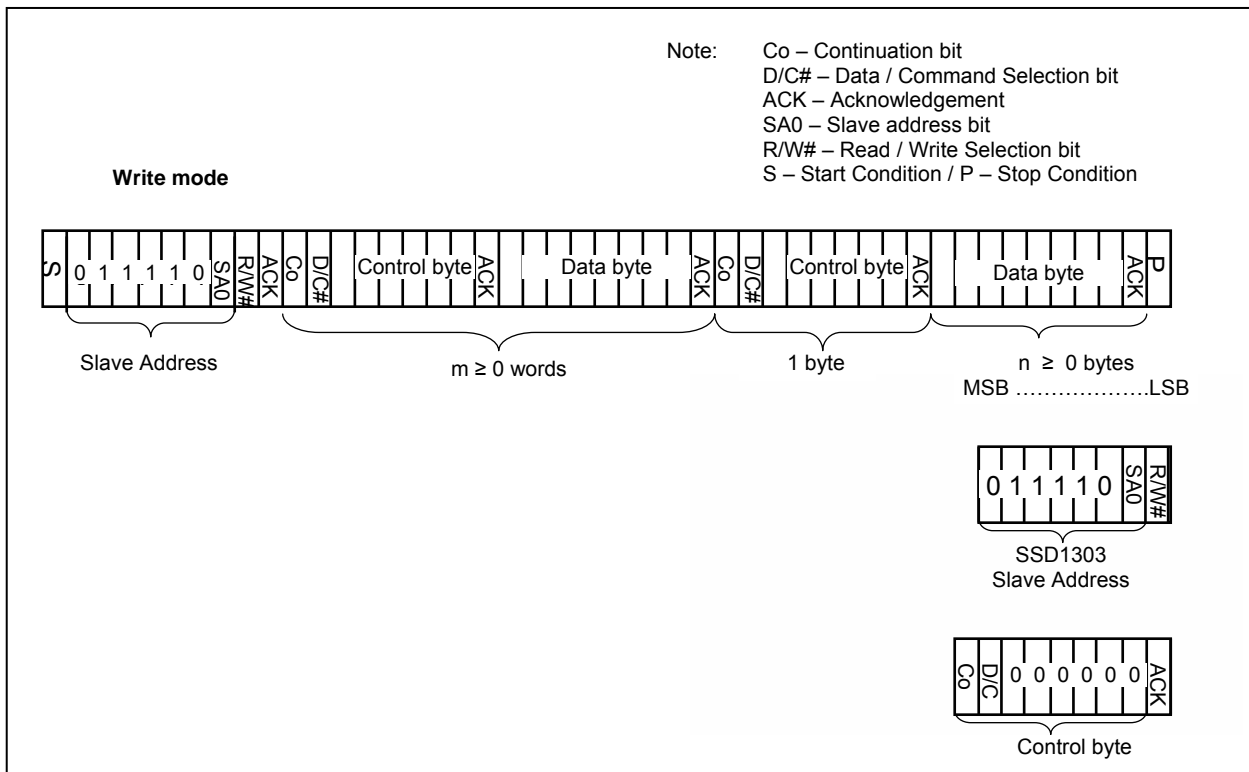 Note: Co – Continuation bit
D/C# – Data / Command Selection bit
ACK – Acknowledgement
SA0 – Slave address bit
R/W# – Read / Write Selection bit
S – Start Condition / P – Stop Condition
Write mode
S 0 1 1 1 1 0 SA0 R/W# ACK Co D/C# Control byte ACK Data byte ACK Co D/C# Control byte ACK Data byte ACK P
Slave Address m ≥ 0 words 1 byte n ≥ 0 bytes
MSB ………………….LSB
0 1 1 1 1 0 SA0 R/W#
SSD1303
Slave Address
Co D/C 0 0 0 0 0 0 ACK
Control byte